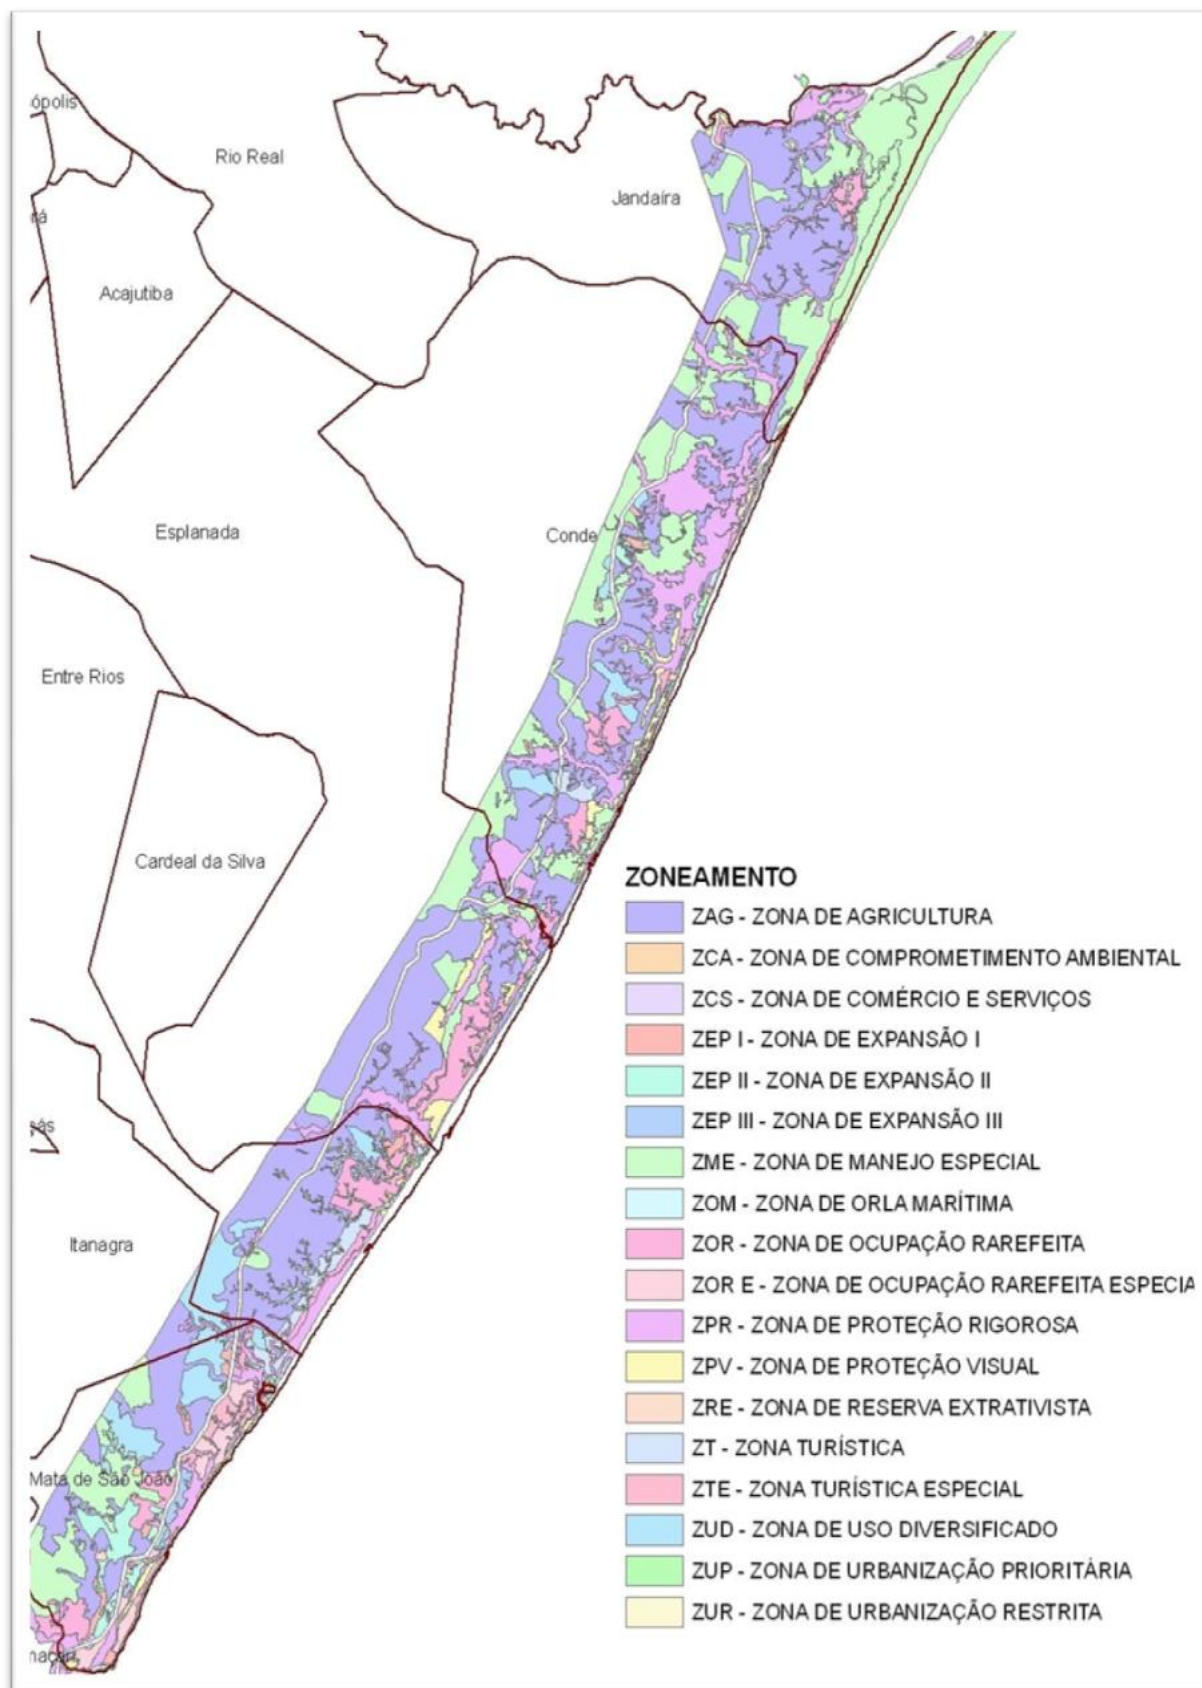 ópolis
Rio Real
Jandaíra
rá
Acajutiba
Esplanada
Conde
Entre Rios
Cardeal da Silva
ZONEAMENTO
ZAG - ZONA DE AGRICULTURA
ZCA - ZONA DE COMPROMETIMENTO AMBIENTAL
ZCS - ZONA DE COMÉRCIO E SERVIÇOS
ZEP I - ZONA DE EXPANSÃO I
ZEP II - ZONA DE EXPANSÃO II
ZEP III - ZONA DE EXPANSÃO III
ZME - ZONA DE MANEJO ESPECIAL
ZOM - ZONA DE ORLA MARÍTIMA
ZOR - ZONA DE OCUPAÇÃO RAREFEITA
ZOR E - ZONA DE OCUPAÇÃO RAREFEITA ESPECIA
ZPR - ZONA DE PROTEÇÃO RIGOROSA
ZPV - ZONA DE PROTEÇÃO VISUAL
ZRE - ZONA DE RESERVA EXTRATIVISTA
ZT - ZONA TURÍSTICA
ZTE - ZONA TURÍSTICA ESPECIAL
ZUD - ZONA DE USO DIVERSIFICADO
ZUP - ZONA DE URBANIZAÇÃO PRIORITÁRIA
ZUR - ZONA DE URBANIZAÇÃO RESTRITA
Itanagra
Mata de São João